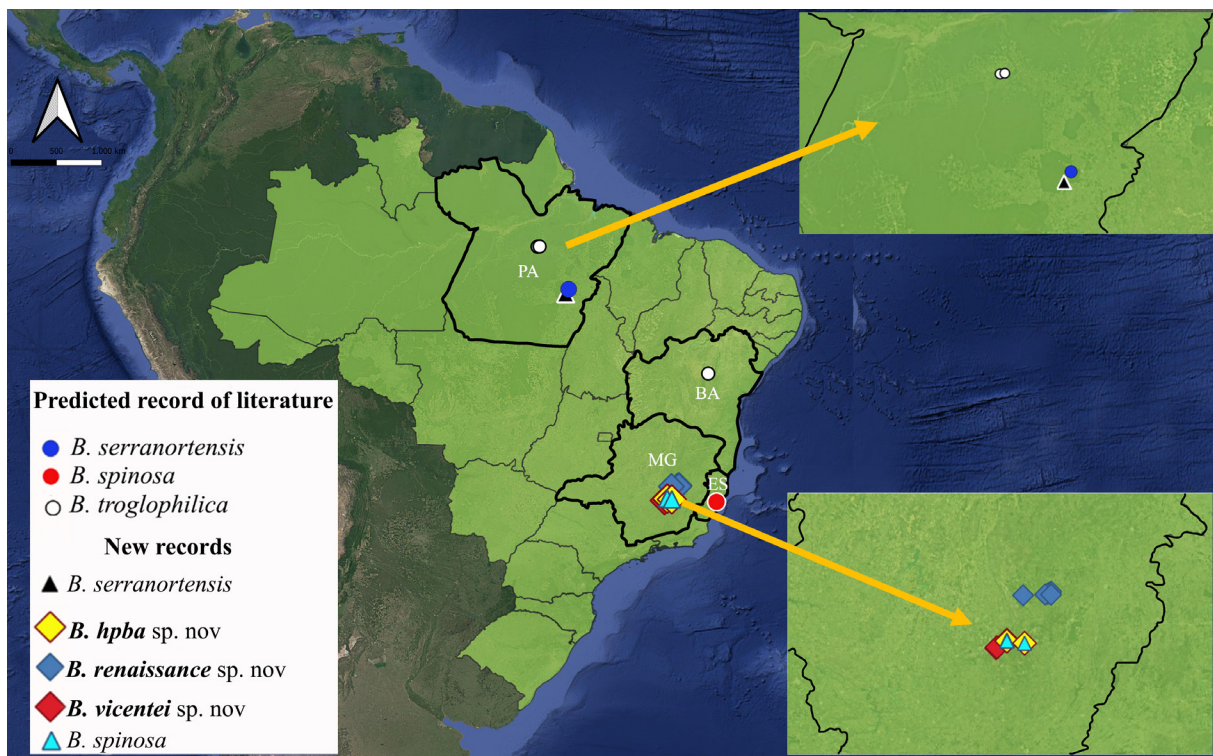 0 500 1.000 km
PA
BA
MG
ES
Predicted record of literature
B. serranortensis
B. spinosa
B. troglophilica
New records
B. serranortensis
B. hpba sp. nov
B. renaissance sp. nov
B. vicentei sp. nov
B. spinosa